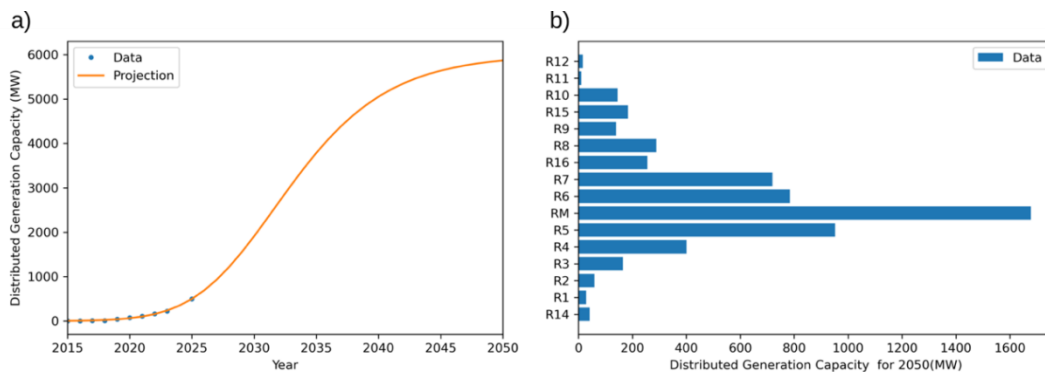 a)
Distributed Generation Capacity (MW)
6000
5000
4000
3000
2000
1000
0
Data
Projection
2015 2020 2025 2030 2035 2040 2045 2050
Year
b)
R12
R11
R10
R15
R9
R8
R16
R7
R6
RM
R5
R4
R3
R2
R1
R14
Data
0 200 400 600 800 1000 1200 1400 1600
Distributed Generation Capacity for 2050(MW)